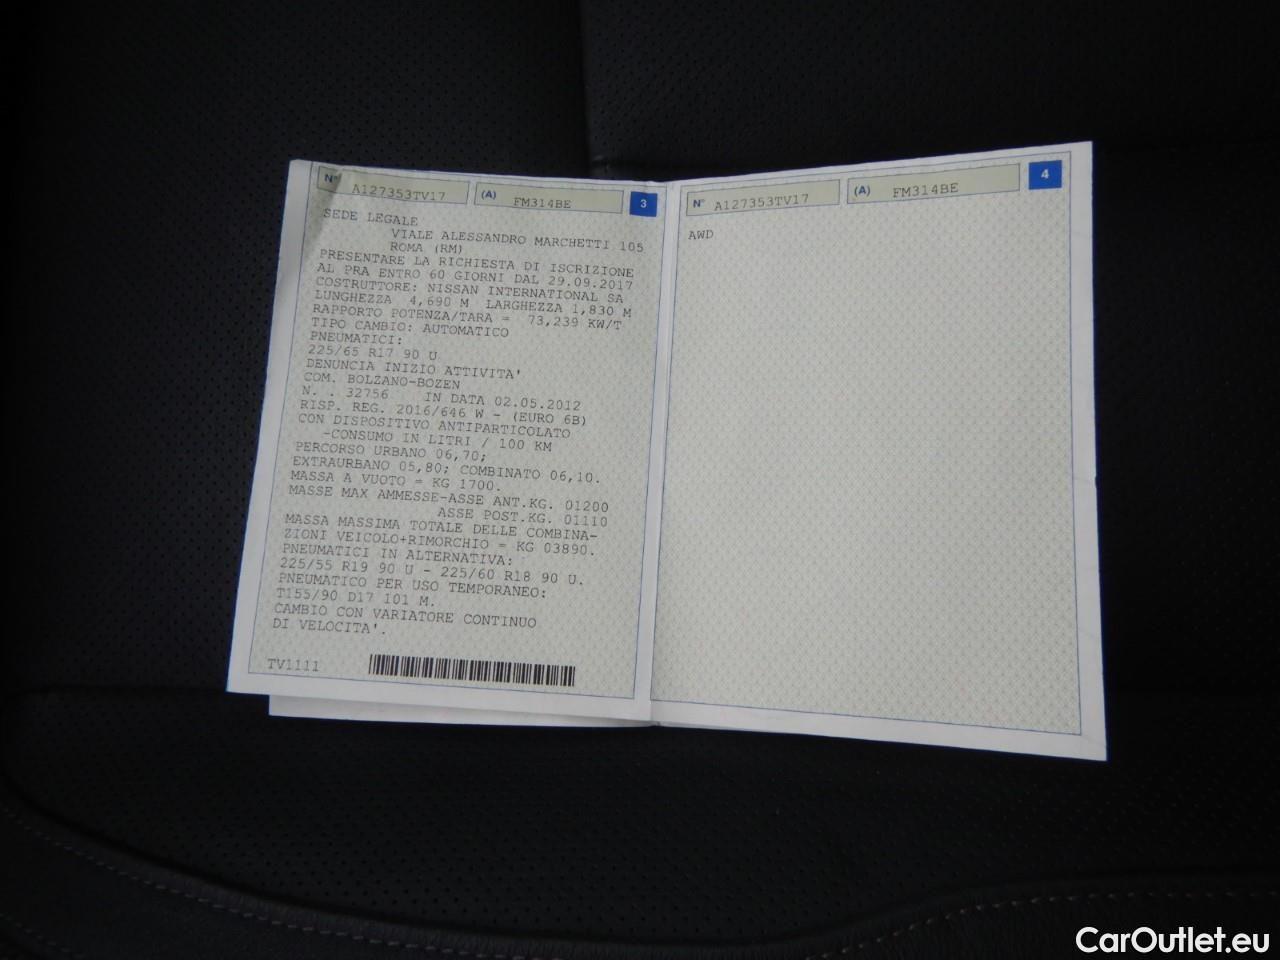 N° A127353TV17 (A) FM314BE 3
SEDE LEGALE
VIALE ALESSANDRO MARCHETTI 105
ROMA (RM)
PRESENTARE LA RICHIESTA DI ISCRIZIONE
AL PRA ENTRO 60 GIORNI DAL 29.09.2017
COSTRUTTORE: NISSAN INTERNATIONAL SA
LUNGHEZZA 4,690 M LARGHEZZA 1,830 M
RAPPORTO POTENZA/TARA = 73,239 KW/T
TIPO CAMBIO: AUTOMATICO
PNEUMATICI:
225/65 R17 90 U
DENUNCIA INIZIO ATTIVITA'
COM. BOLZANO-BOZEN
N. . 32756 IN DATA 02.05.2012
RISP. REG. 2016/646 W - (EURO 6B)
CON DISPOSITIVO ANTIPARTICOLATO
-CONSUMO IN LITRI / 100 KM
PERCORSO URBANO 06,70;
EXTRAURBANO 05,80; COMBINATO 06,10.
MASSA A VUOTO = KG 1700.
MASSE MAX AMMESSE-ASSE ANT.KG. 01200
ASSE POST.KG. 01110
MASSA MASSIMA TOTALE DELLE COMBINA-
ZIONI VEICOLO+RIMORCHIO = KG 03890.
PNEUMATICI IN ALTERNATIVA:
225/55 R19 90 U - 225/60 R18 90 U.
PNEUMATICO PER USO TEMPORANEO:
T155/90 D17 101 M.
CAMBIO CON VARIATORE CONTINUO
DI VELOCITA'.
TV1111
N° A127353TV17 (A) FM314BE 4
AWD
CarOutlet.eu